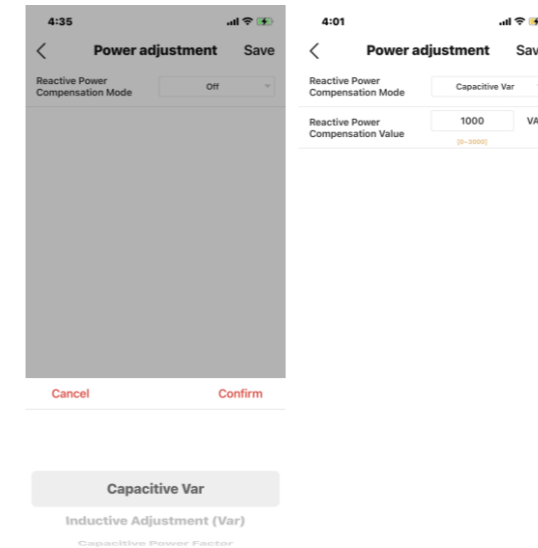 4:35
Power adjustment Save
Reactive Power
Compensation Mode
Off
Cancel Confirm
Capacitive Var
Inductive Adjustment (Var)
Capacitive Power Factor
4:01
Power adjustment Sav
Reactive Power
Compensation Mode
Capacitive Var
Reactive Power
Compensation Value
1000 VA
[0~3000]